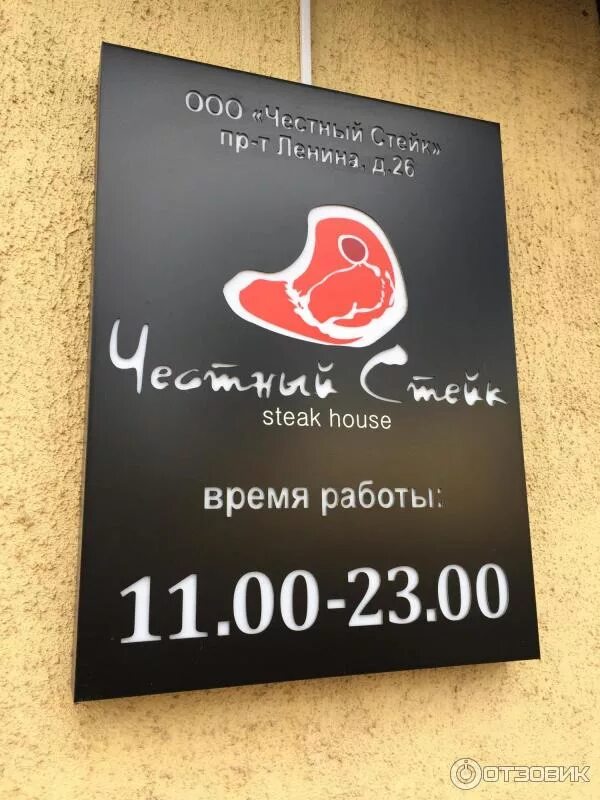 ООО «Честный Стейк»
пр-т Ленина, д.26
Честный Стейк
steak house
время работы:
11.00-23.00
ОТЗОВИК